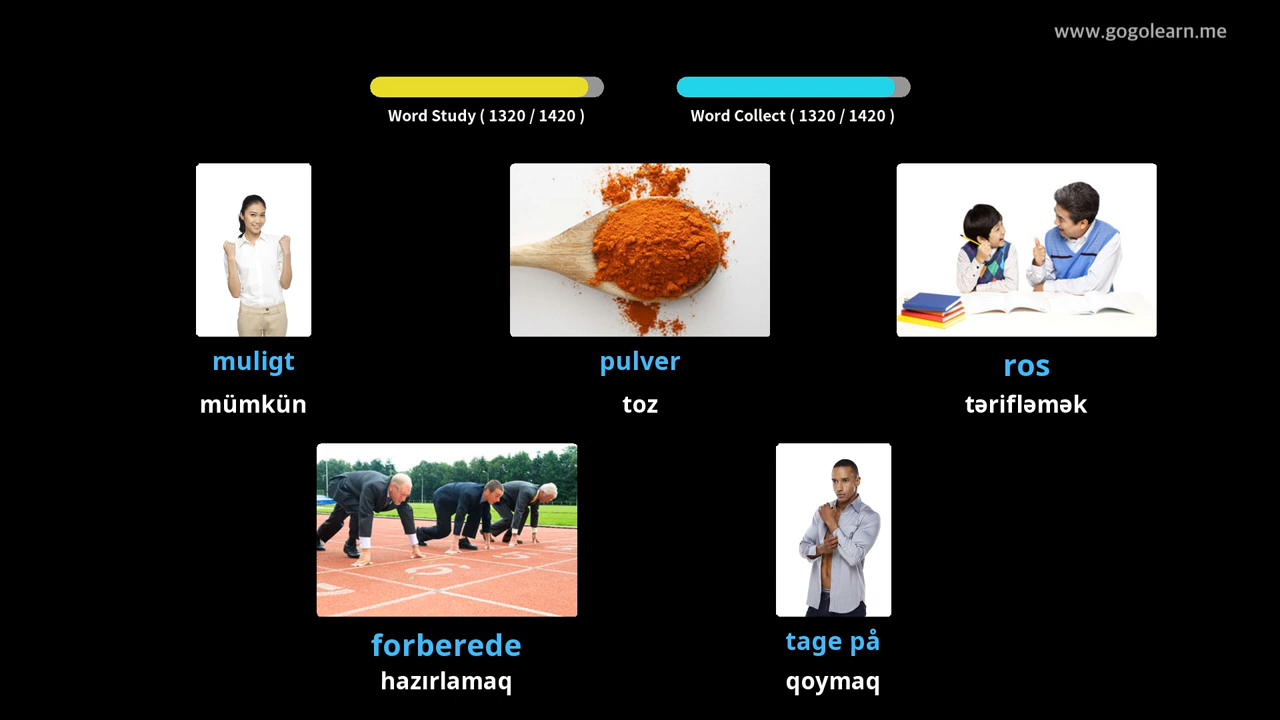 www.gogolearn.me
Word Study ( 1320 / 1420 )
Word Collect ( 1320 / 1420 )
muligt
mümkün
pulver
toz
ros
tərifləmək
forberede
hazırlamaq
tage på
qoymaq